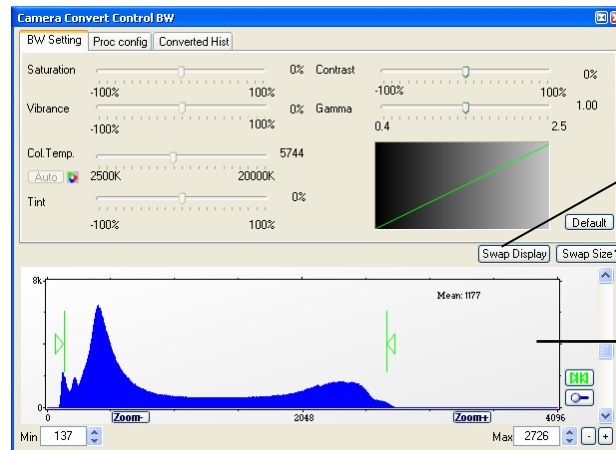 Camera Convert Control BW
BW Setting Proc config Converted Hist
Saturation 0% Contrast 0%
-100% 100% -100% 100%
Vibrance 0% Gamma 1.00
-100% 100% 0.4 2.5
Col.Temp. 5744
Auto 2500K 20000K
Tint 0%
-100% 100%
Default
Swap Display Swap Size
8k
Mean: 1177
0
0 Zoom- 2048 Zoom+ 4096
Min 137 Max 2726 - +